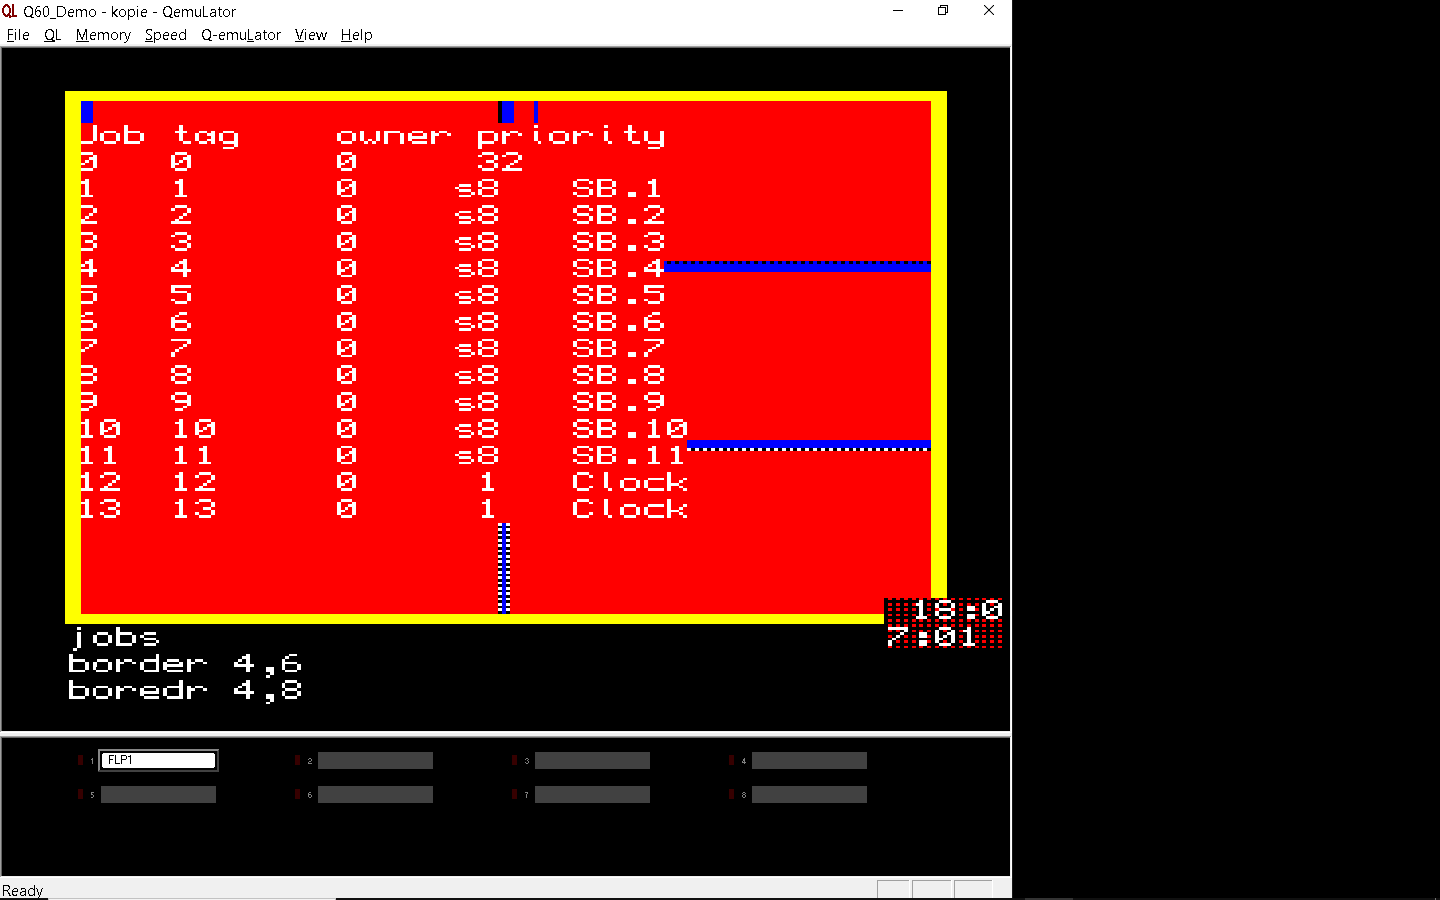 QL Q60_Demo - kopie - QemuLator
File QL Memory Speed Q-emuLator View Help
Job tag owner priority
0 0 0 32
1 1 0 s8 SB.1
2 2 0 s8 SB.2
3 3 0 s8 SB.3
4 4 0 s8 SB.4
5 5 0 s8 SB.5
6 6 0 s8 SB.6
7 7 0 s8 SB.7
8 8 0 s8 SB.8
9 9 0 s8 SB.9
10 10 0 s8 SB.10
11 11 0 s8 SB.11
12 12 0 1 Clock
13 13 0 1 Clock
18:0
7:01
jobs
border 4,6
boredr 4,8
1 FLP1 2 3 4
5 6 7 8
Ready